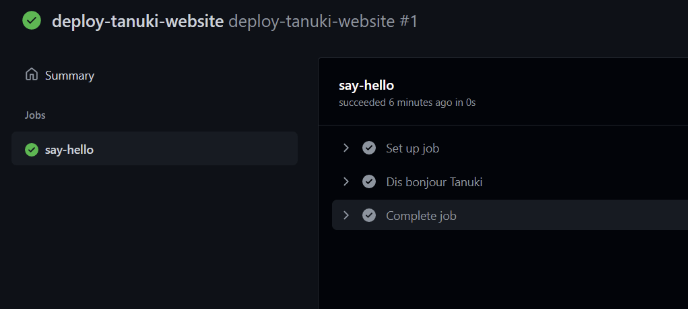 deploy-tanuki-website deploy-tanuki-website #1
Summary
Jobs
say-hello
say-hello
succeeded 6 minutes ago in 0s
Set up job
Dis bonjour Tanuki
Complete job